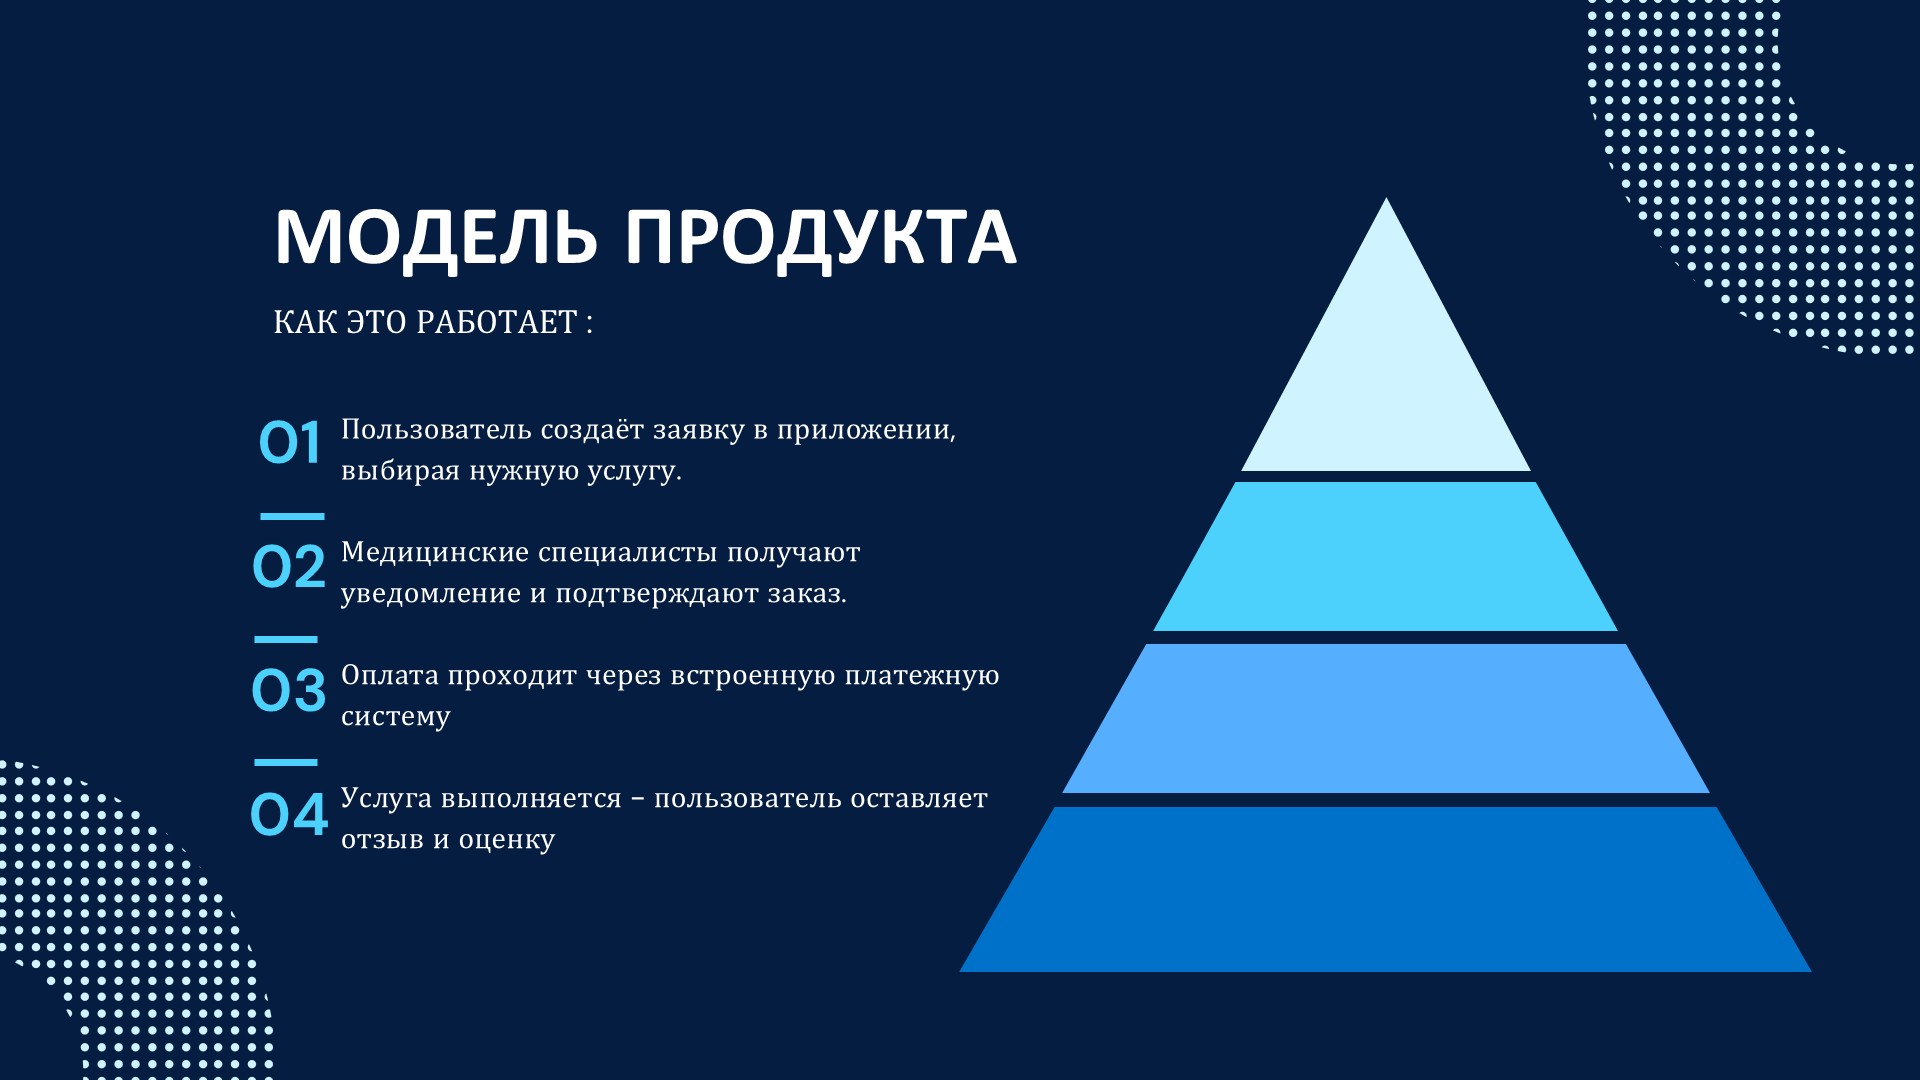 МОДЕЛЬ ПРОДУКТА
КАК ЭТО РАБОТАЕТ :
01 Пользователь создаёт заявку в приложении,
выбирая нужную услугу.
02 Медицинские специалисты получают
уведомление и подтверждают заказ.
03 Оплата проходит через встроенную платежную
систему
04 Услуга выполняется – пользователь оставляет
отзыв и оценку